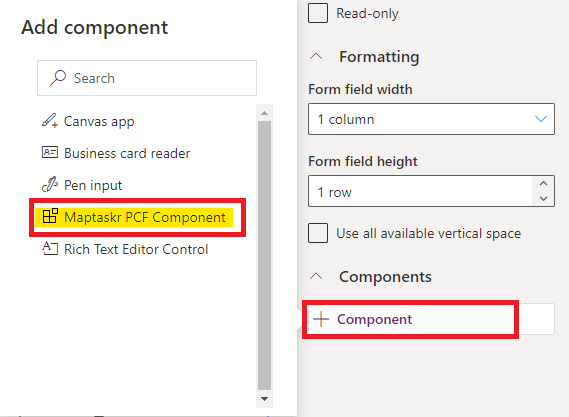 Add component
Search
Canvas app
Business card reader
Pen input
Maptaskr PCF Component
Rich Text Editor Control
Read-only
Formatting
Form field width
1 column
Form field height
1 row
Use all available vertical space
Components
Component